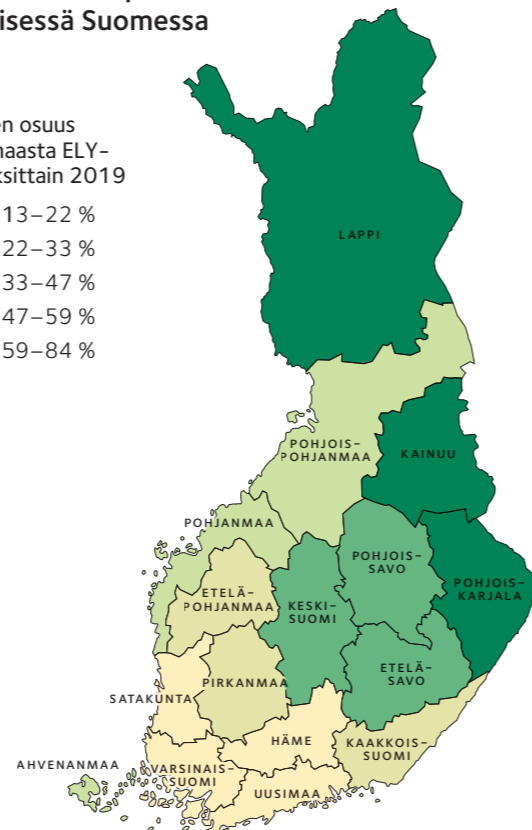 isessä Suomessa
en osuus
maasta ELY-
ksittain 2019
13–22 %
22–33 %
33–47 %
47–59 %
59–84 %
LAPPI
POHJOIS-
POHJANMAA
KAINUU
POHJANMAA
POHJOIS-
SAVO
POHJOIS-
KARJALA
ETELÄ-
POHJANMAA
KESKI-
SUOMI
ETELÄ-
SAVO
PIRKANMAA
SATAKUNTA
HÄME
KAAKKOIS-
SUOMI
AHVENANMAA
VARSINAIS-
SUOMI
UUSIMAA